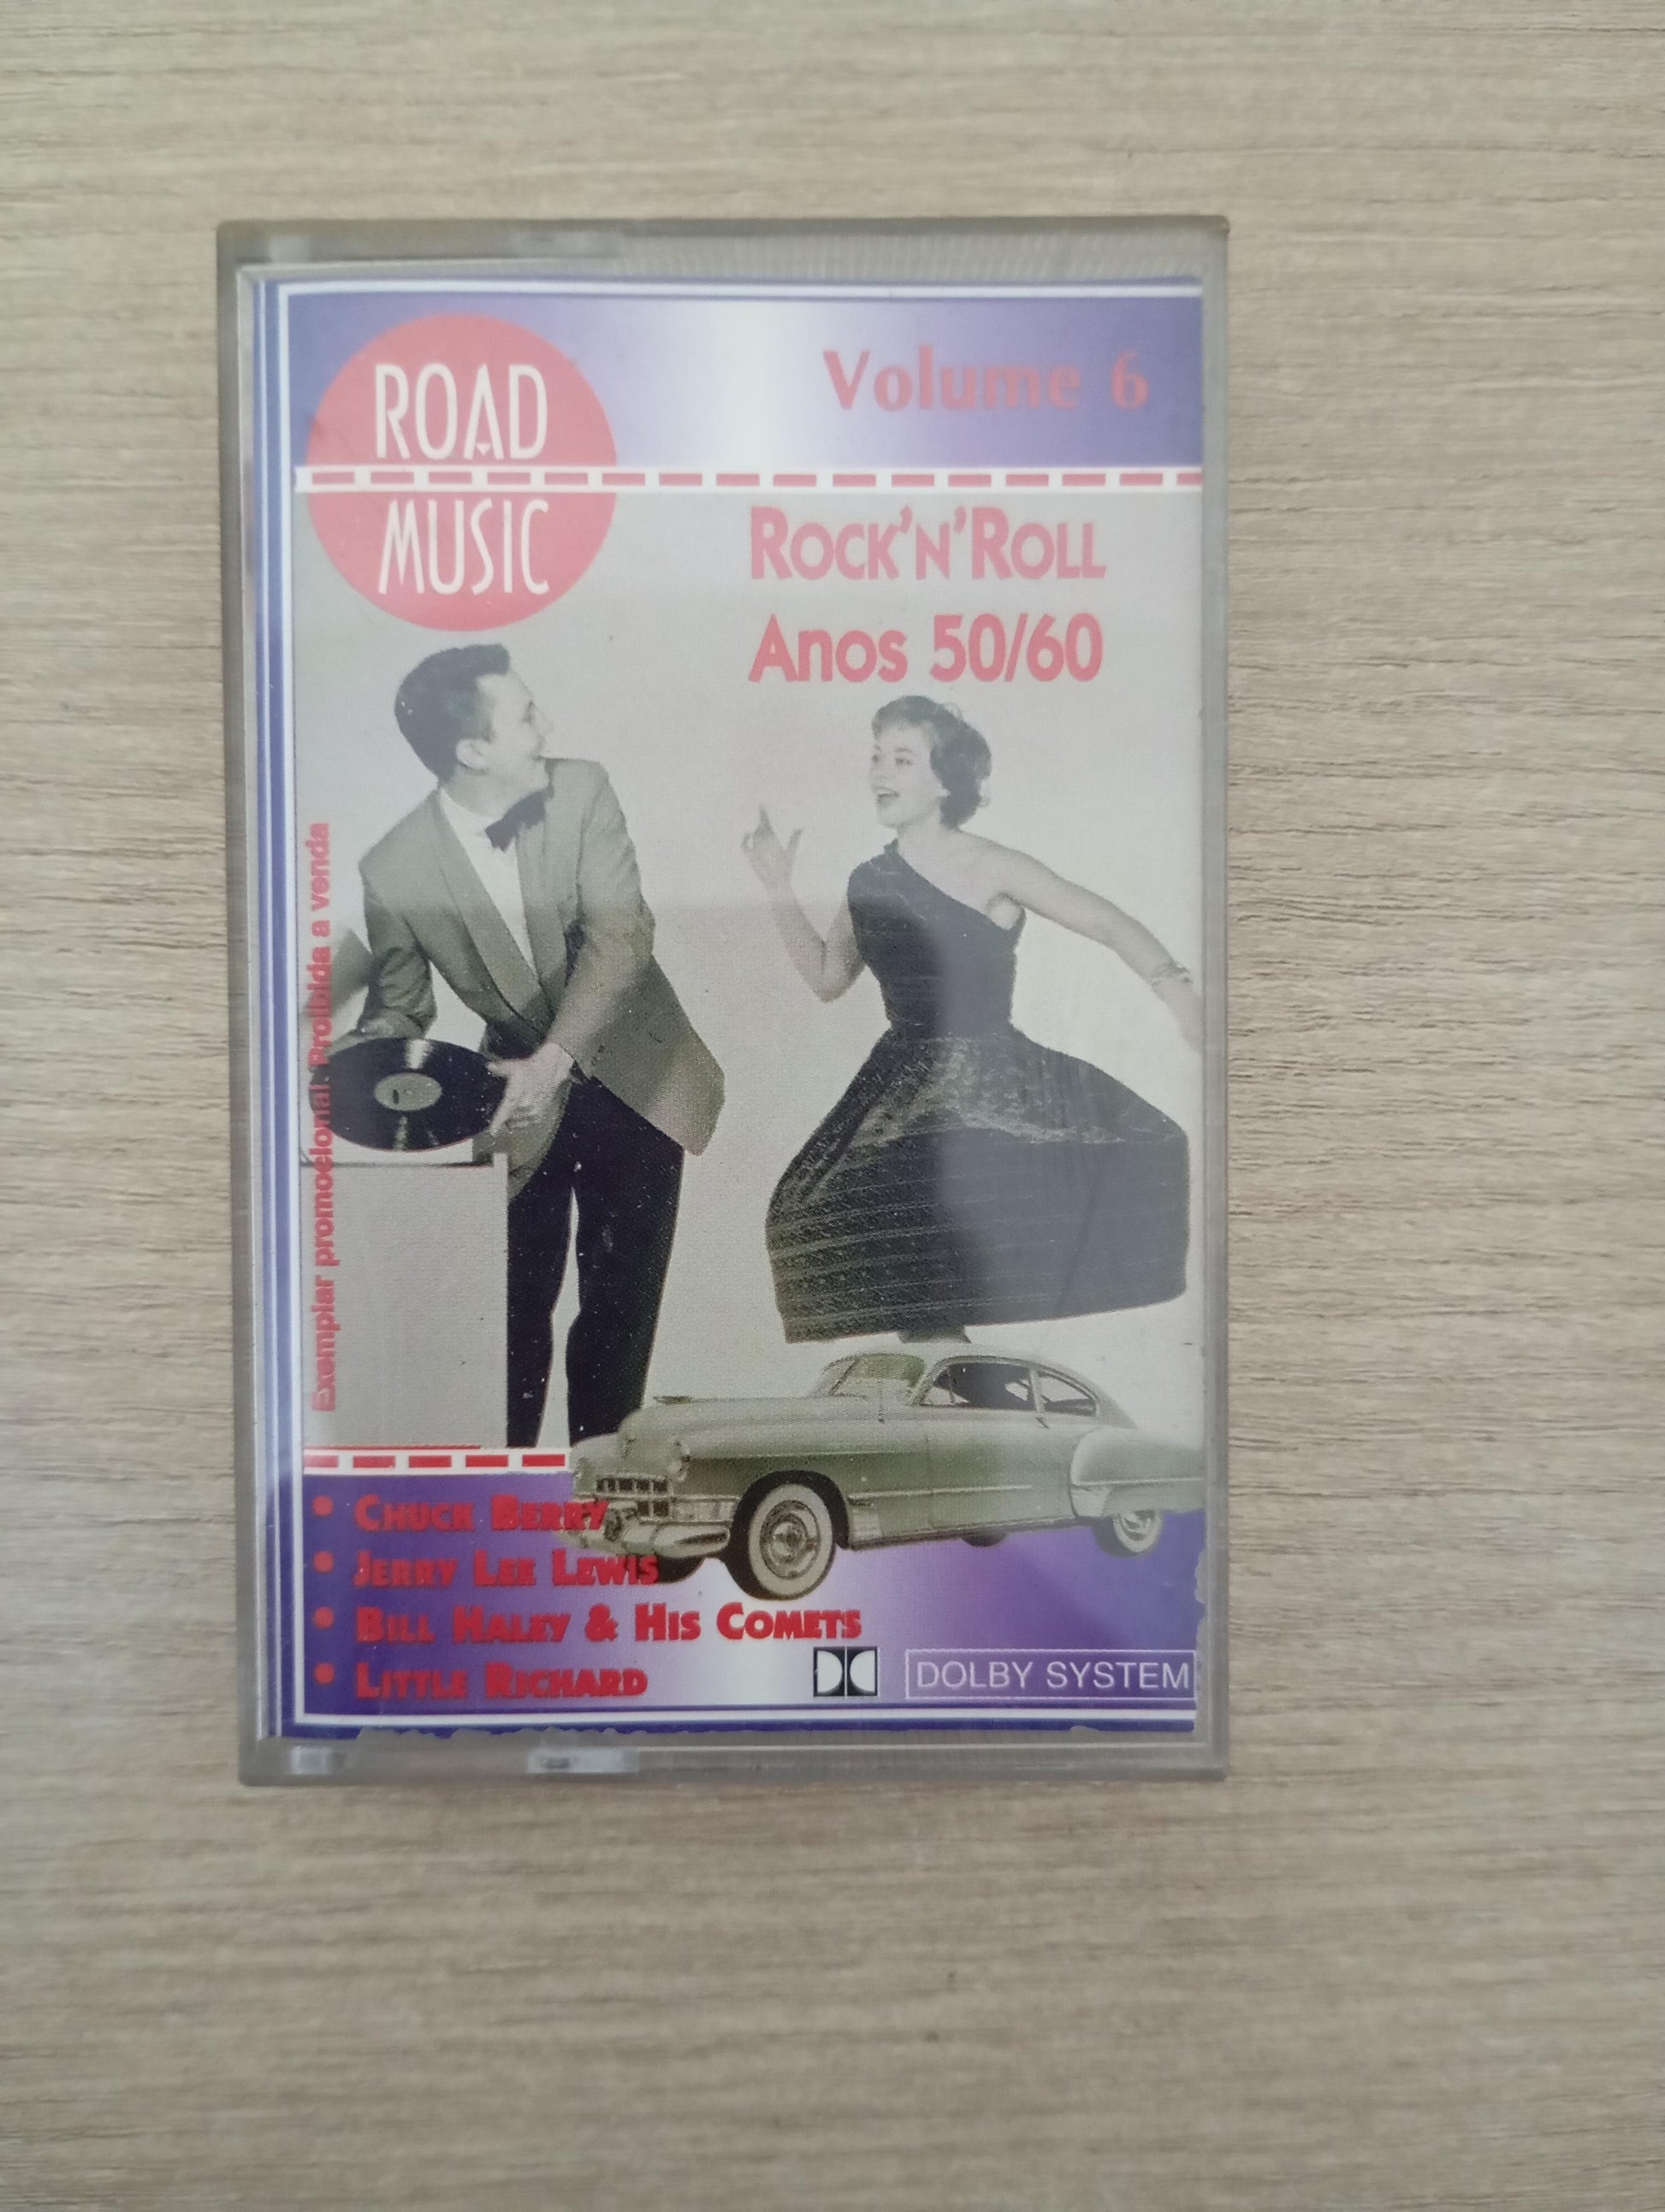 ROAD
MUSIC
Volume 6
ROCK'N'ROLL
Anos 50/60
Exemplar promocional. Proibida a venda
• CHUCK BERRY
• JERRY LEE LEWIS
• BILL HALEY & HIS COMETS
• LITTLE RICHARD
DOLBY SYSTEM